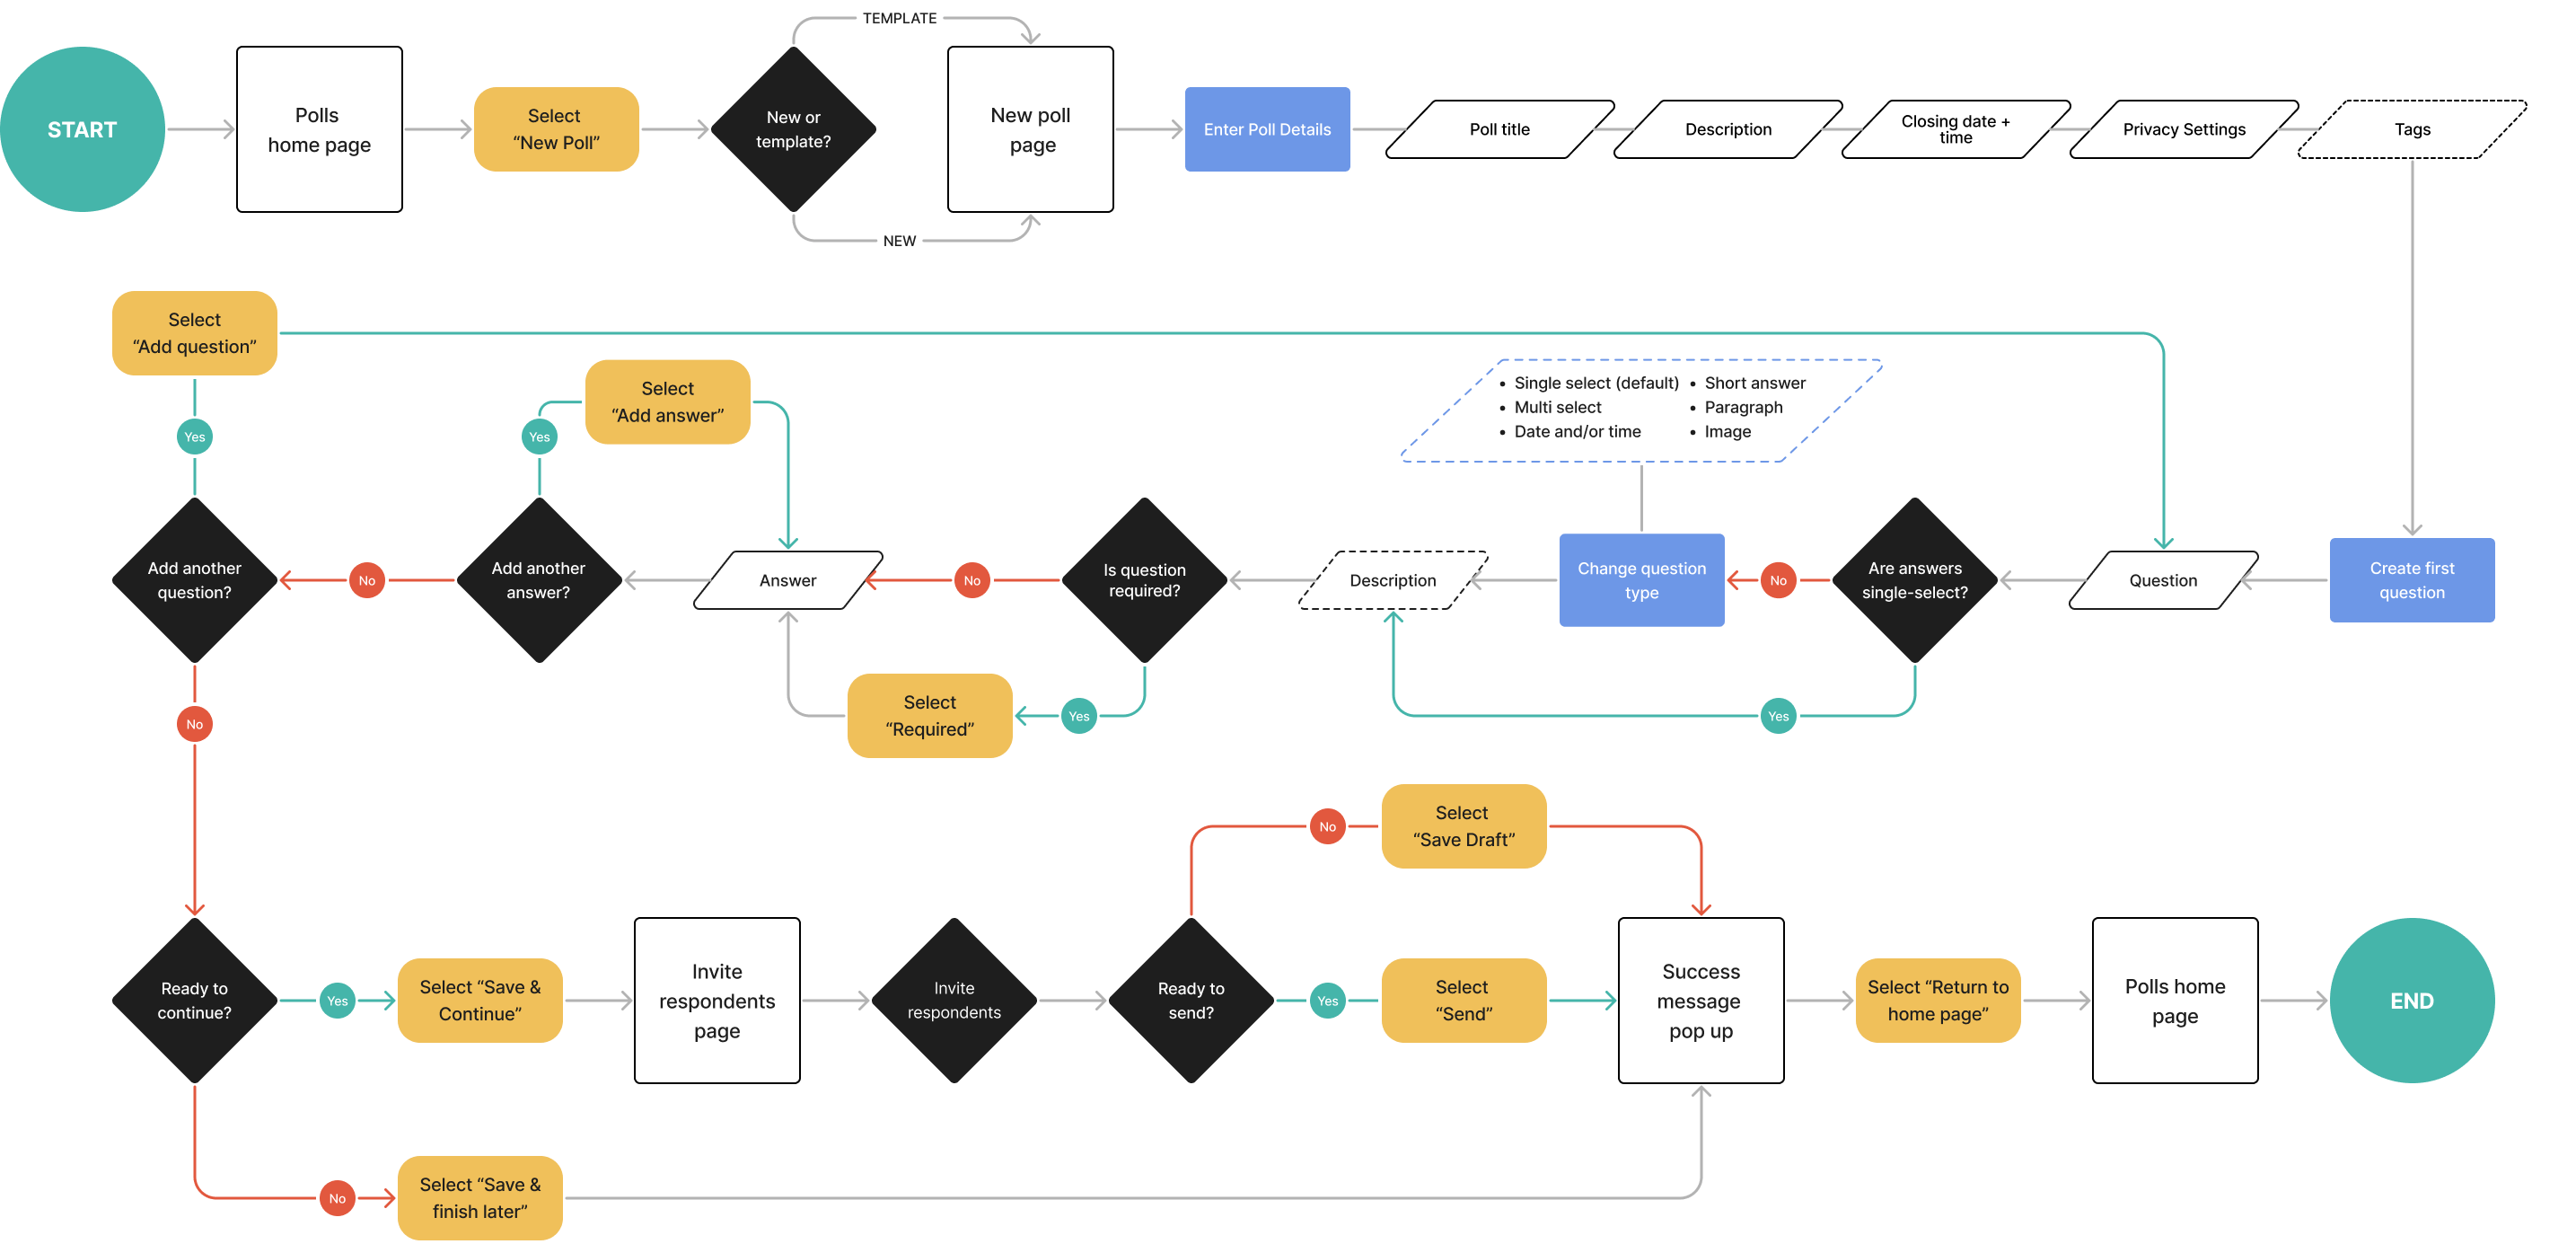 TEMPLATE
START
Polls
home page
Select
“New Poll”
New or
template?
New poll
page
Enter Poll Details
Poll title
Description
Closing date +
time
Privacy Settings
Tags
NEW
Select
“Add question”
Select
“Add answer”
• Single select (default)
• Multi select
• Date and/or time
• Short answer
• Paragraph
• Image
Yes
Yes
Add another
question?
No
Add another
answer?
Answer
No
Is question
required?
Description
Change question
type
No
Are answers
single-select?
Question
Create first
question
Select
“Required”
Yes
Yes
No
Select
“Save Draft”
No
Ready to
continue?
Yes
Select “Save &
Continue”
Invite
respondents
page
Invite
respondents
Ready to
send?
Yes
Select
“Send”
Success
message
pop up
Select “Return to
home page”
Polls home
page
END
No
Select “Save &
finish later”